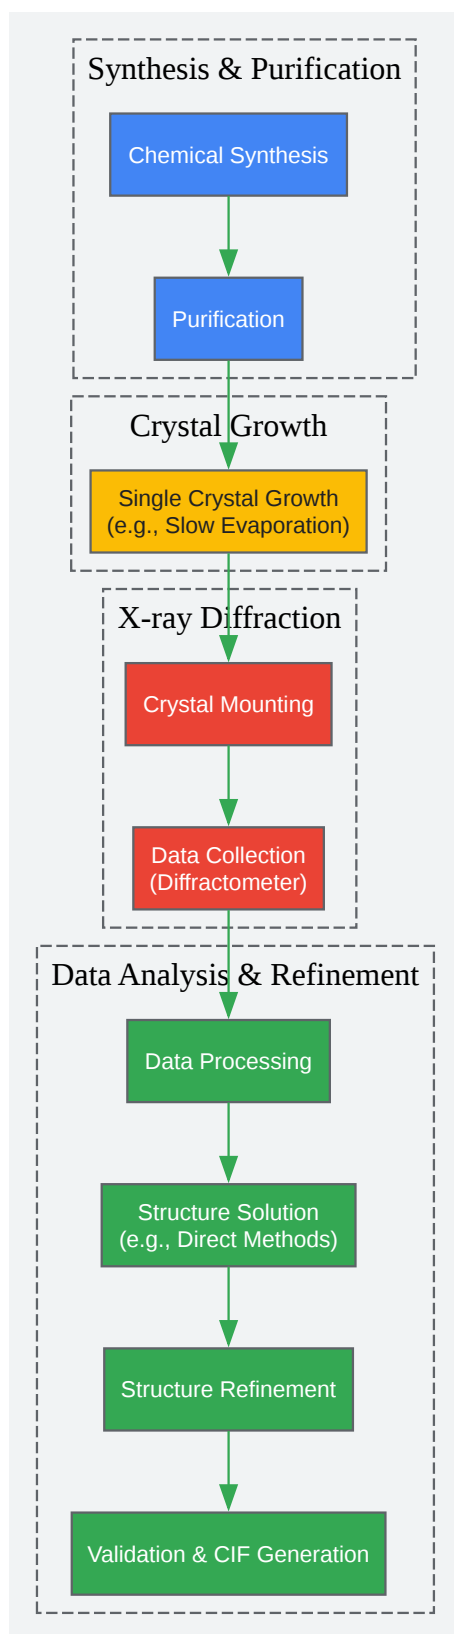 Synthesis & Purification
Chemical Synthesis
Purification
Crystal Growth
Single Crystal Growth
(e.g., Slow Evaporation)
X-ray Diffraction
Crystal Mounting
Data Collection
(Diffractometer)
Data Analysis & Refinement
Data Processing
Structure Solution
(e.g., Direct Methods)
Structure Refinement
Validation & CIF Generation